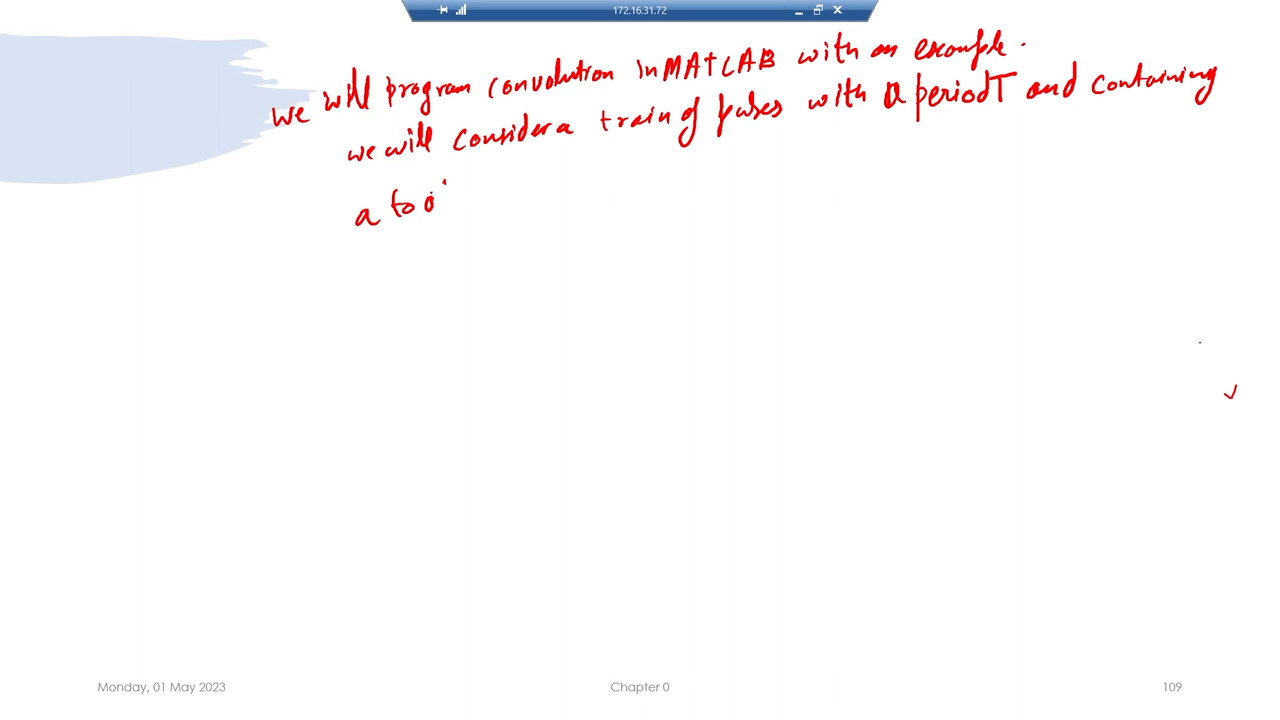 172.16.31.72
we will program convolution in MATLAB with an example.
we will consider a train of pulses with a period T and containing
a to
Monday, 01 May 2023
Chapter 0
109